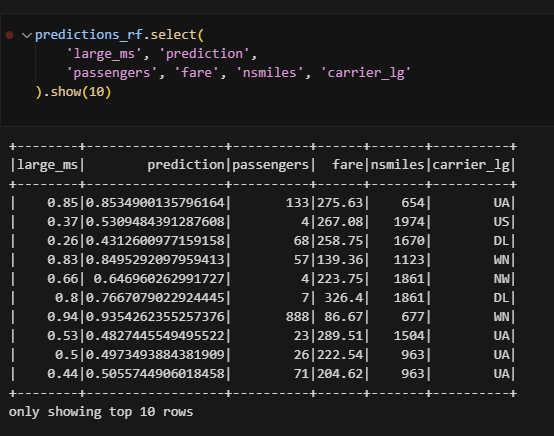 predictions_rf.select(
    'large_ms', 'prediction',
    'passengers', 'fare', 'nsmiles', 'carrier_lg'
).show(10)
+--------+------------------+----------+------+-------+----------+
|large_ms|        prediction|passengers|  fare|nsmiles|carrier_lg|
+--------+------------------+----------+------+-------+----------+
|    0.85|0.8534900135796164|       133|275.63|    654|        UA|
|    0.37|0.5309484391287608|         4|267.08|   1974|        US|
|    0.26|0.4312600977159158|        68|258.75|   1670|        DL|
|    0.83|0.8495292097959413|        57|139.36|   1123|        WN|
|    0.66| 0.646960262991727|         4|223.75|   1861|        NW|
|     0.8|0.7667079022924445|         7| 326.4|   1861|        DL|
|    0.94|0.9354262355257376|       888| 86.67|    677|        WN|
|    0.53|0.4827445549495522|        23|289.51|   1504|        UA|
|     0.5|0.4973493884381909|        26|222.54|    963|        UA|
|    0.44|0.5055744906018458|        71|204.62|    963|        UA|
+--------+------------------+----------+------+-------+----------+
only showing top 10 rows